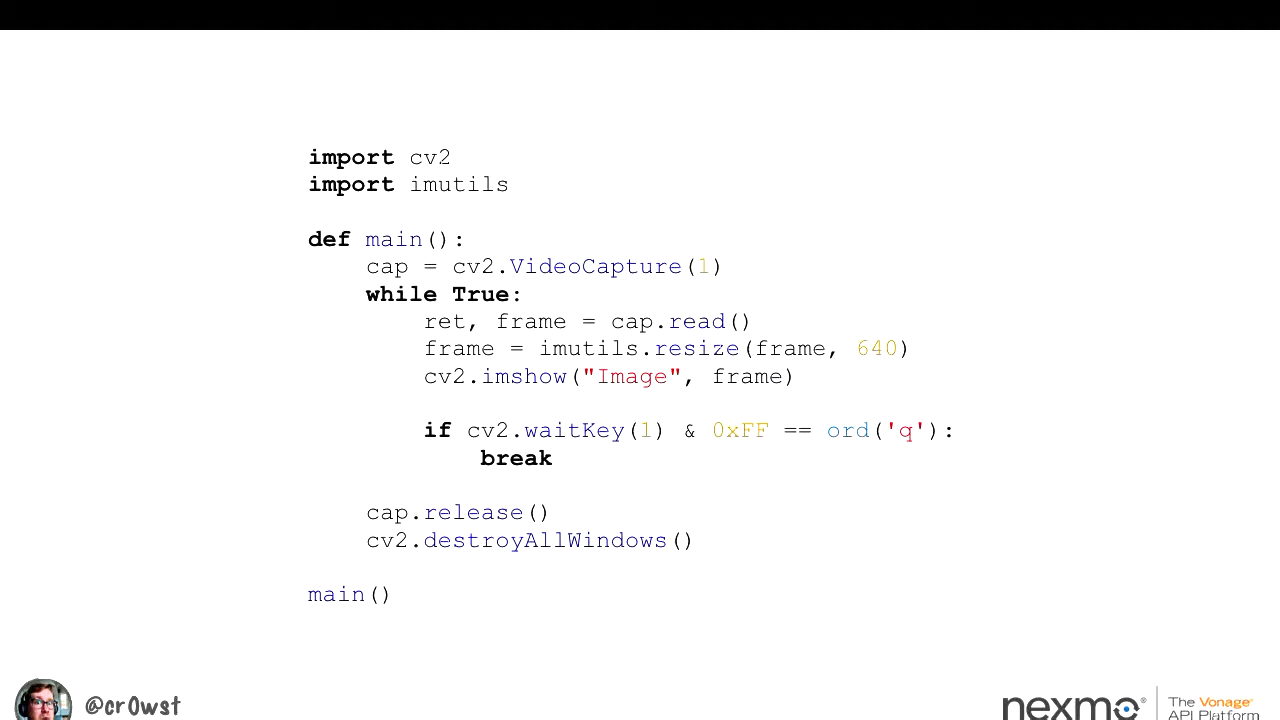 import cv2
import imutils
def main():
    cap = cv2.VideoCapture(1)
    while True:
        ret, frame = cap.read()
        frame = imutils.resize(frame, 640)
        cv2.imshow("Image", frame)
        if cv2.waitKey(1) & 0xFF == ord('q'):
            break
    cap.release()
    cv2.destroyAllWindows()
main()
@cr0wst
nexmo® The Vonage®
API Platform